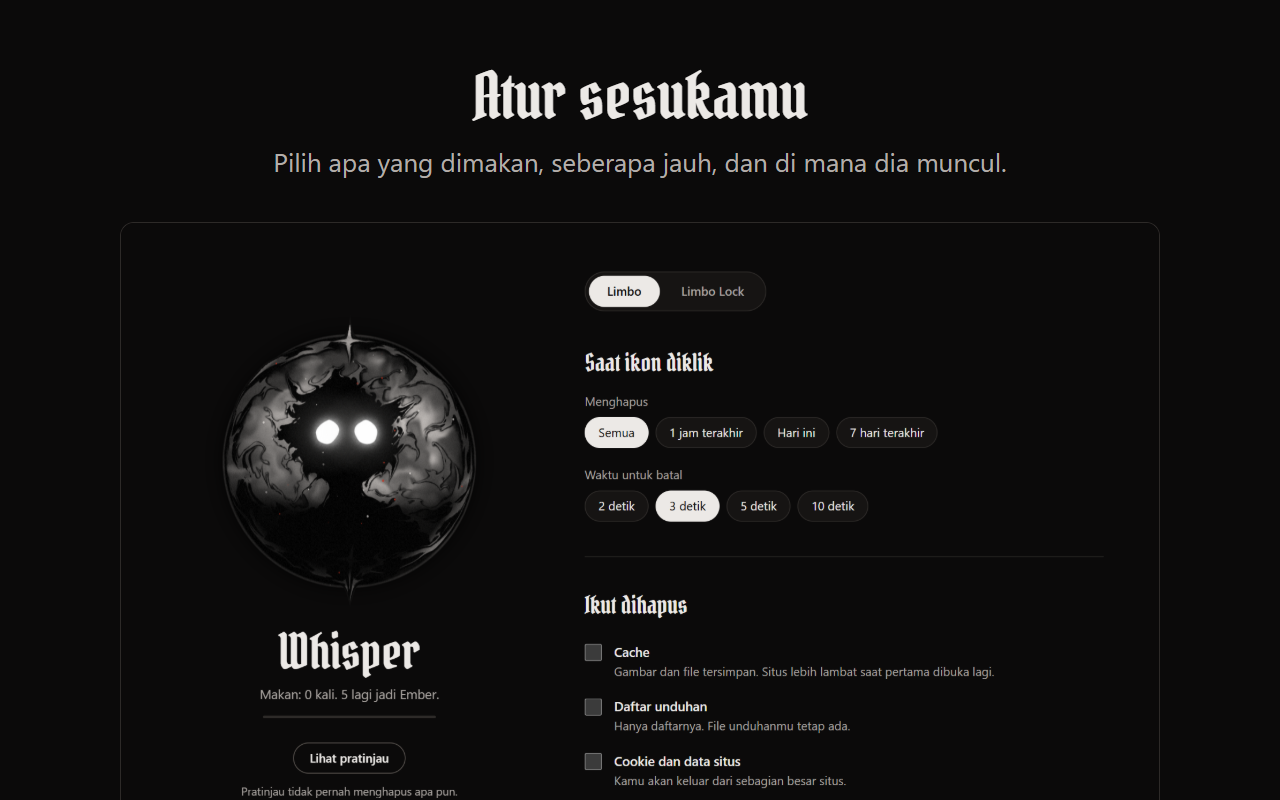 Atur sesukamu
Pilih apa yang dimakan, seberapa jauh, dan di mana dia muncul.
Whisper
Makan: 0 kali. 5 lagi jadi Ember.
Lihat pratinjau
Pratinjau tidak pernah menghapus apa pun.
Limbo
Limbo Lock
Saat ikon diklik
Menghapus
Semua
1 jam terakhir
Hari ini
7 hari terakhir
Waktu untuk batal
2 detik
3 detik
5 detik
10 detik
Ikut dihapus
Cache
Gambar dan file tersimpan. Situs lebih lambat saat pertama dibuka lagi.
Daftar unduhan
Hanya daftarnya. File unduhanmu tetap ada.
Cookie dan data situs
Kamu akan keluar dari sebagian besar situs.